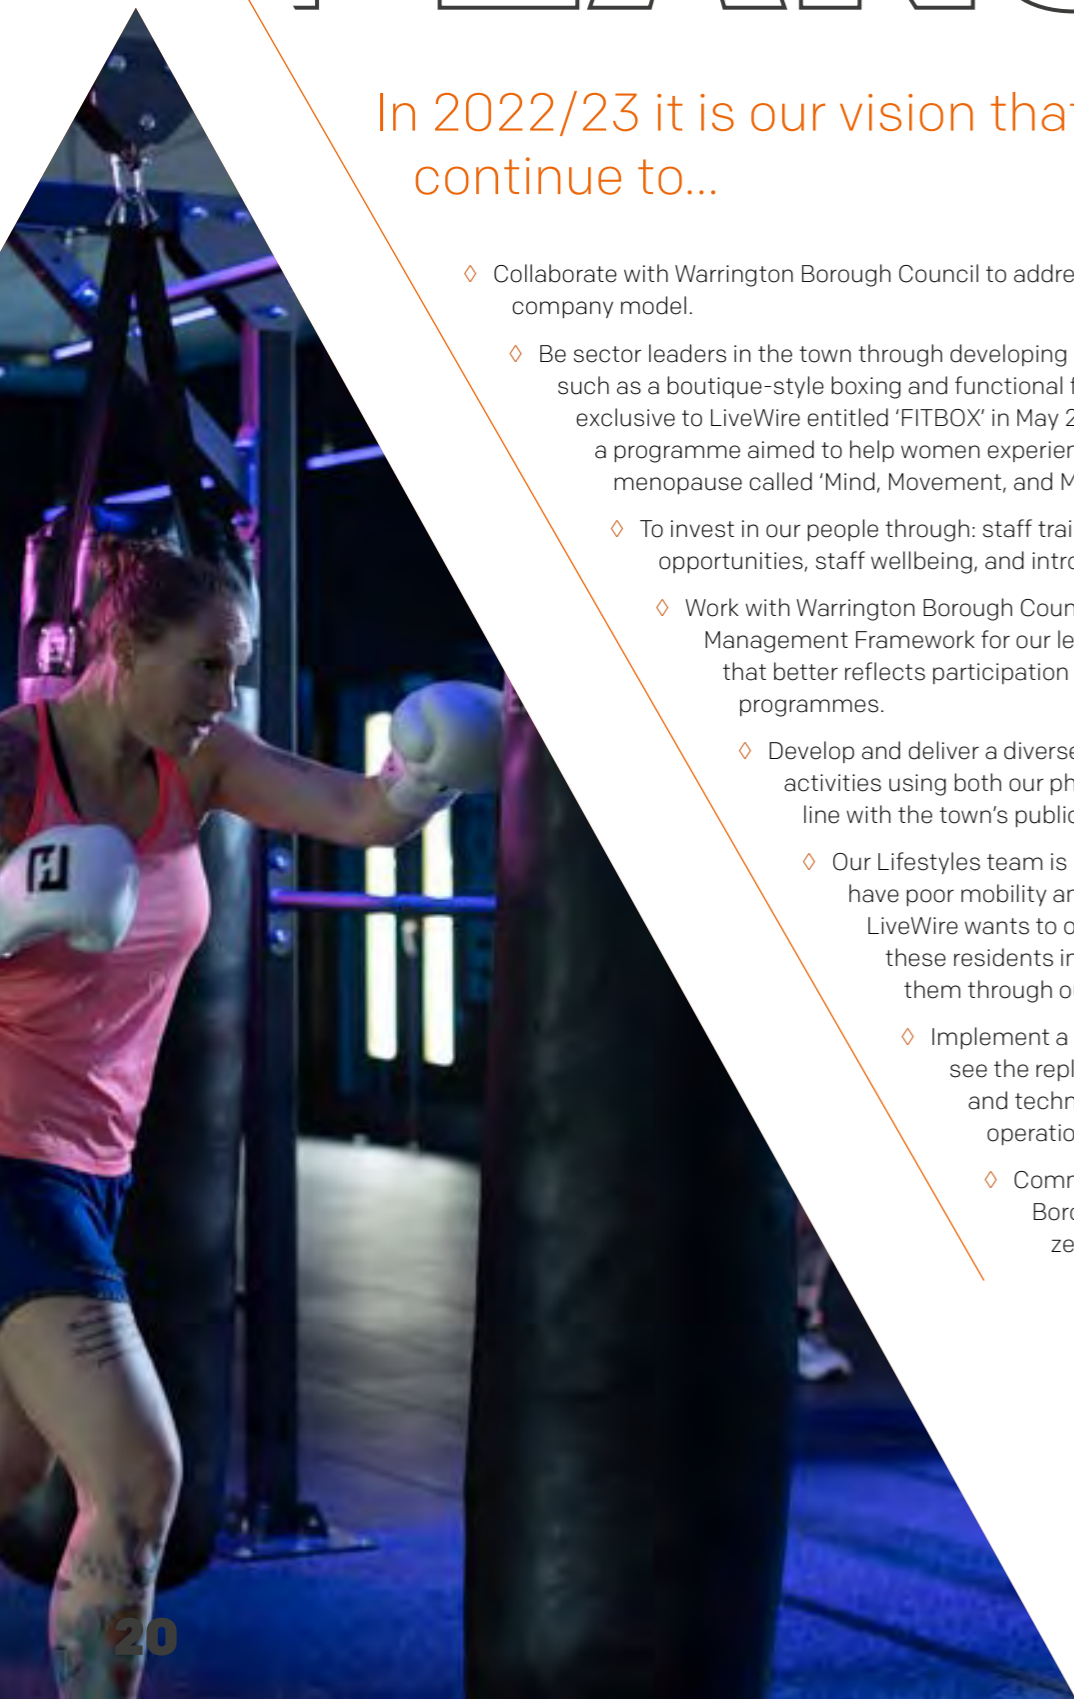 In 2022/23 it is our vision that
continue to...
◊ Collaborate with Warrington Borough Council to addre
company model.
◊ Be sector leaders in the town through developing
such as a boutique-style boxing and functional f
exclusive to LiveWire entitled ‘FITBOX’ in May 2
a programme aimed to help women experien
menopause called ‘Mind, Movement, and M
◊ To invest in our people through: staff trai
opportunities, staff wellbeing, and intro
◊ Work with Warrington Borough Coun
Management Framework for our le
that better reflects participation
programmes.
◊ Develop and deliver a diverse
activities using both our ph
line with the town’s public
◊ Our Lifestyles team is
have poor mobility an
LiveWire wants to o
these residents in
them through ou
◊ Implement a
see the repl
and techn
operatio
◊ Comm
Boro
ze
20